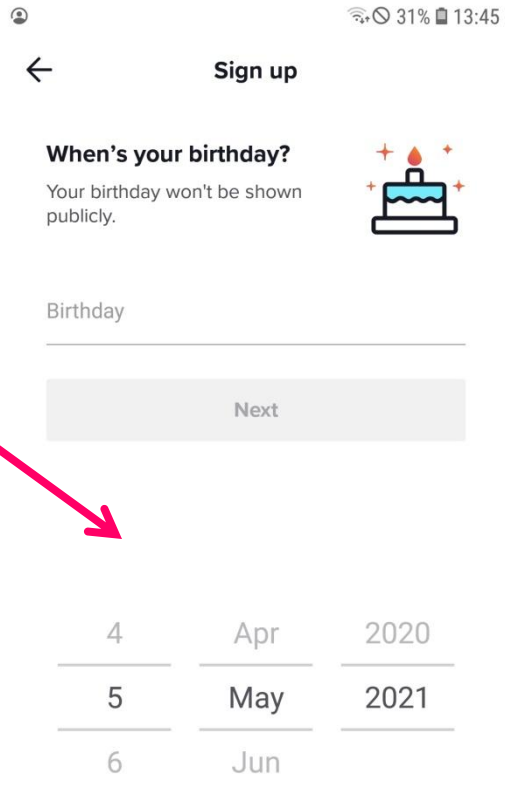 31% 13:45
Sign up
When's your birthday?
Your birthday won't be shown
publicly.
Birthday
Next
4 Apr 2020
5 May 2021
6 Jun